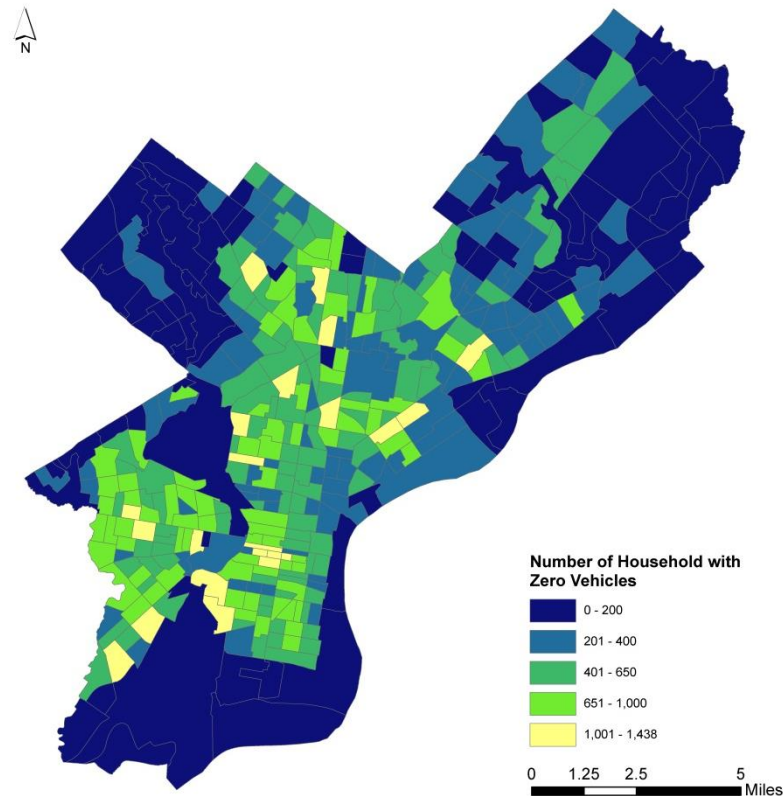 N
Number of Household with
Zero Vehicles
0 - 200
201 - 400
401 - 650
651 - 1,000
1,001 - 1,438
0 1.25 2.5 5
Miles